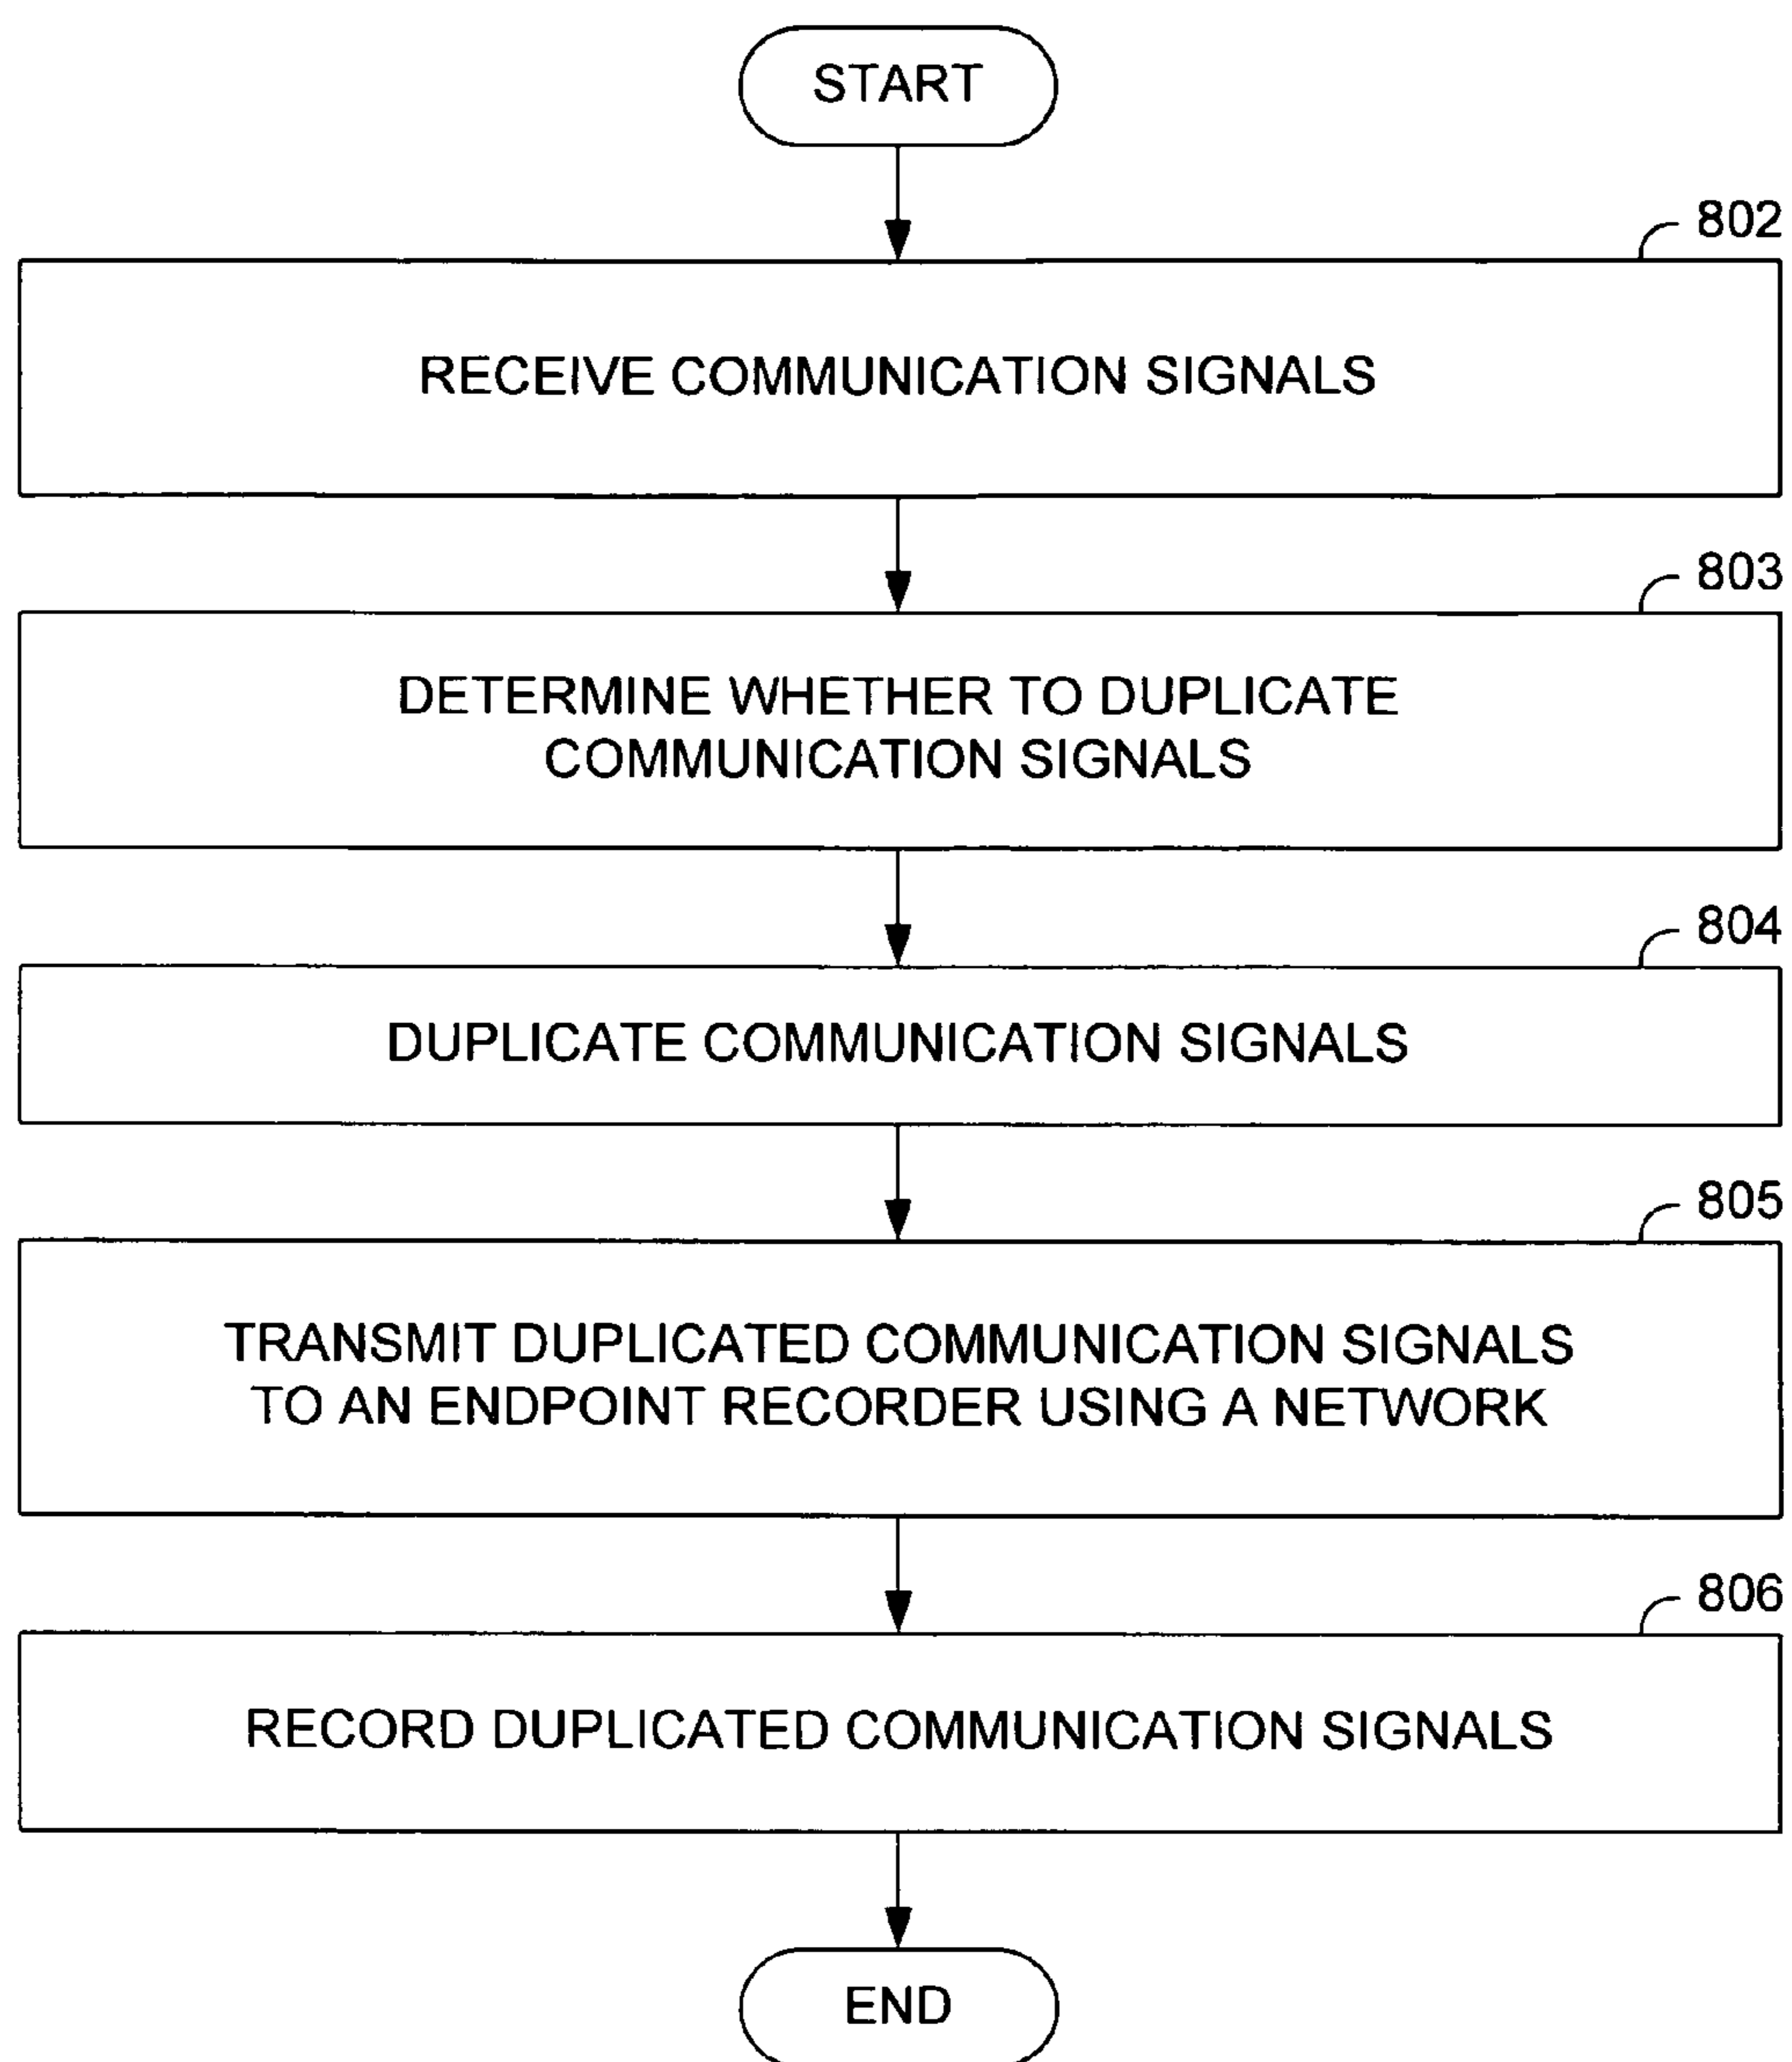 START
802
RECEIVE COMMUNICATION SIGNALS
803
DETERMINE WHETHER TO DUPLICATE
COMMUNICATION SIGNALS
804
DUPLICATE COMMUNICATION SIGNALS
805
TRANSMIT DUPLICATED COMMUNICATION SIGNALS
TO AN ENDPOINT RECORDER USING A NETWORK
806
RECORD DUPLICATED COMMUNICATION SIGNALS
END